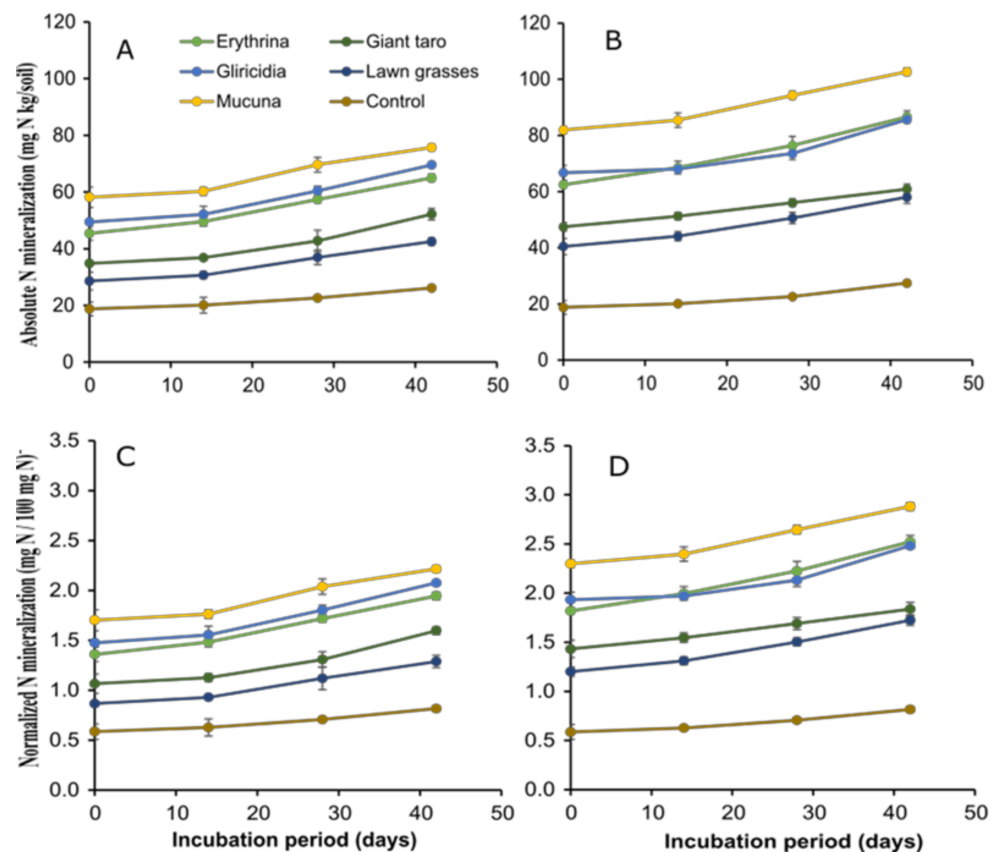 A
Erythrina
Giant taro
Gliricidia
Lawn grasses
Mucuna
Control
Absolute N mineralization (mg N kg/soil)
120
100
80
60
40
20
0
0 10 20 30 40 50
B
120
100
80
60
40
20
0
0 10 20 30 40 50
C
Normalized N mineralization (mg N / 100 mg N)-
3.5
3.0
2.5
2.0
1.5
1.0
0.5
0.0
0 10 20 30 40 50
Incubation period (days)
D
3.5
3.0
2.5
2.0
1.5
1.0
0.5
0.0
0 10 20 30 40 50
Incubation period (days)